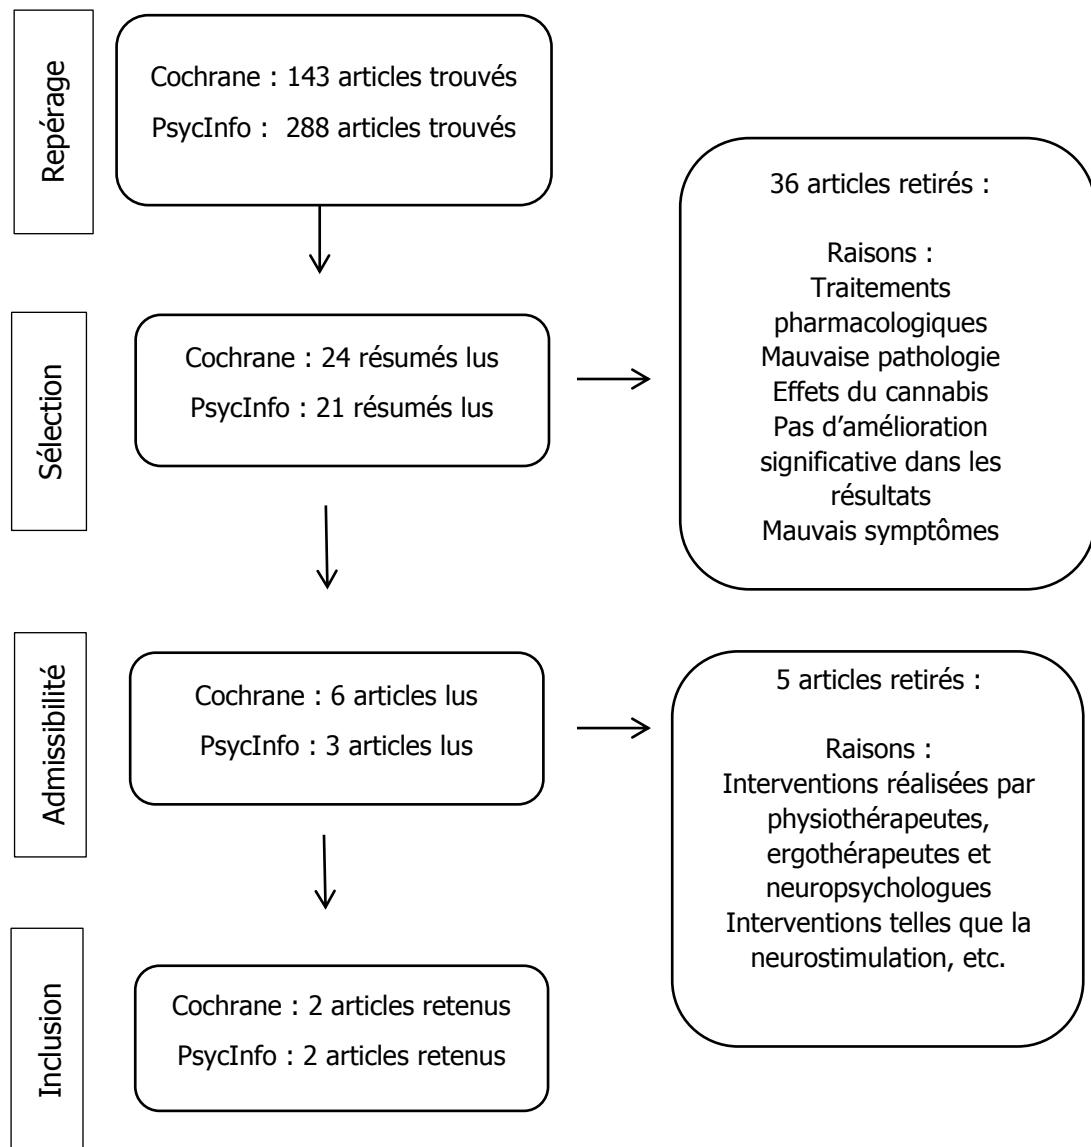 Repérage
Cochrane : 143 articles trouvés
PsycInfo : 288 articles trouvés
Sélection
Cochrane : 24 résumés lus
PsycInfo : 21 résumés lus
36 articles retirés :
Raisons :
Traitements
pharmacologiques
Mauvaise pathologie
Effets du cannabis
Pas d’amélioration
significative dans les
résultats
Mauvais symptômes
Admissibilité
Cochrane : 6 articles lus
PsycInfo : 3 articles lus
5 articles retirés :
Raisons :
Interventions réalisées par
physiothérapeutes,
ergothérapeutes et
neuropsychologues
Interventions telles que la
neurostimulation, etc.
Inclusion
Cochrane : 2 articles retenus
PsycInfo : 2 articles retenus